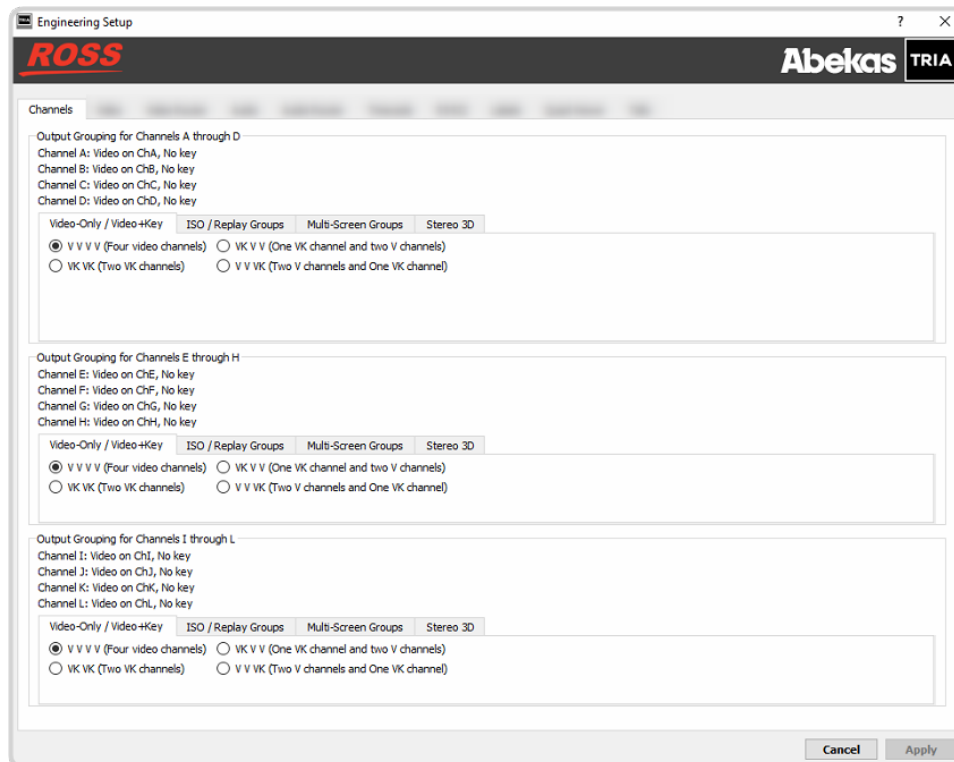 TRIA Engineering Setup ? ×
ROSS Abekas TRIA
Channels
Output Grouping for Channels A through D
Channel A: Video on ChA, No key
Channel B: Video on ChB, No key
Channel C: Video on ChC, No key
Channel D: Video on ChD, No key
Video-Only / Video+Key ISO / Replay Groups Multi-Screen Groups Stereo 3D
V V V V (Four video channels) VK V V (One VK channel and two V channels)
VK VK (Two VK channels) V V VK (Two V channels and One VK channel)
Output Grouping for Channels E through H
Channel E: Video on ChE, No key
Channel F: Video on ChF, No key
Channel G: Video on ChG, No key
Channel H: Video on ChH, No key
Video-Only / Video+Key ISO / Replay Groups Multi-Screen Groups Stereo 3D
V V V V (Four video channels) VK V V (One VK channel and two V channels)
VK VK (Two VK channels) V V VK (Two V channels and One VK channel)
Output Grouping for Channels I through L
Channel I: Video on ChI, No key
Channel J: Video on ChJ, No key
Channel K: Video on ChK, No key
Channel L: Video on ChL, No key
Video-Only / Video+Key ISO / Replay Groups Multi-Screen Groups Stereo 3D
V V V V (Four video channels) VK V V (One VK channel and two V channels)
VK VK (Two VK channels) V V VK (Two V channels and One VK channel)
Cancel Apply